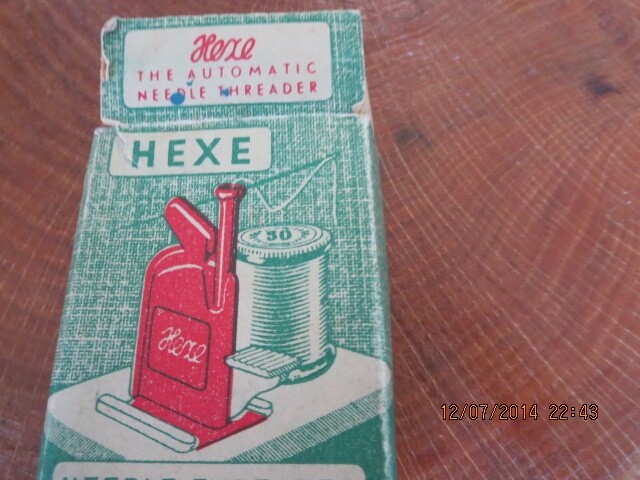 Hexe
THE AUTOMATIC
NEEDLE THREADER
HEXE
50
Hexe
12/07/2014 22:43